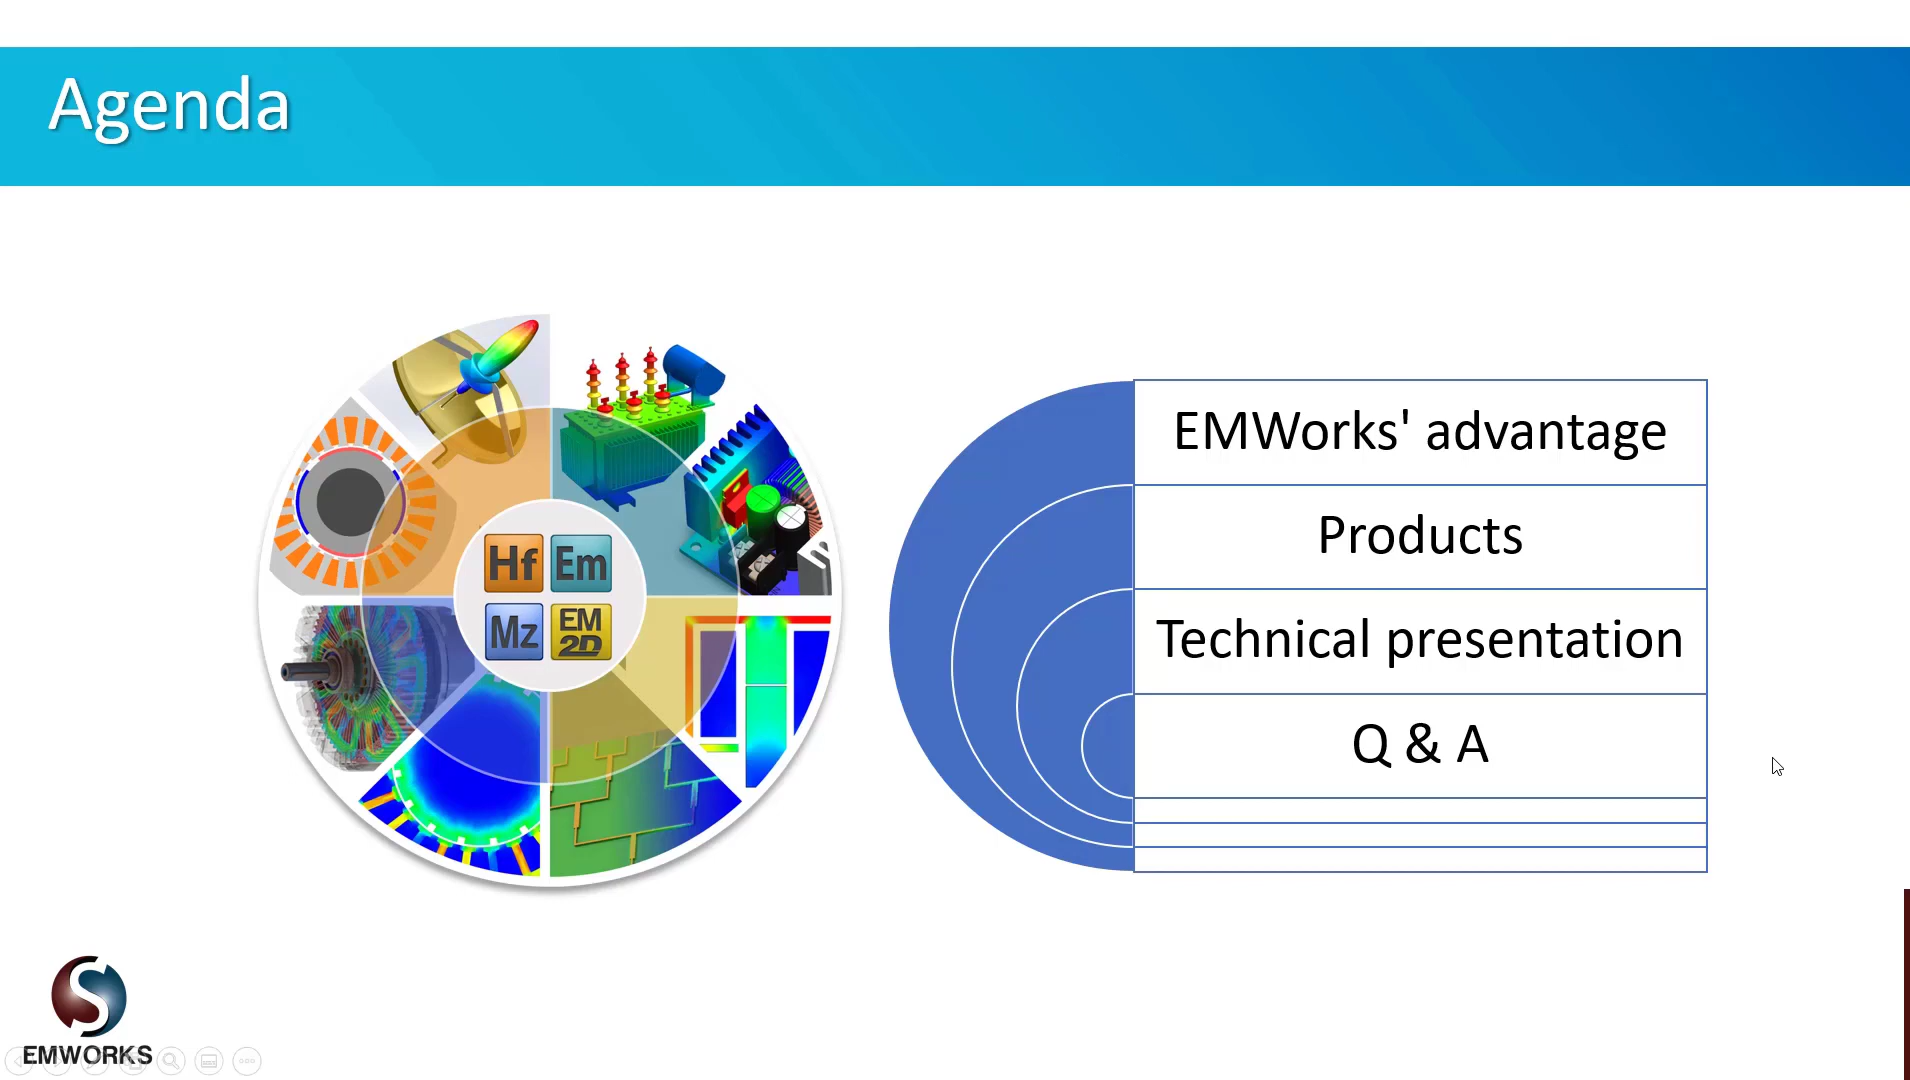 Agenda
Hf Em
Mz EM
2D
EMWorks' advantage
Products
Technical presentation
Q & A
EMWORKS